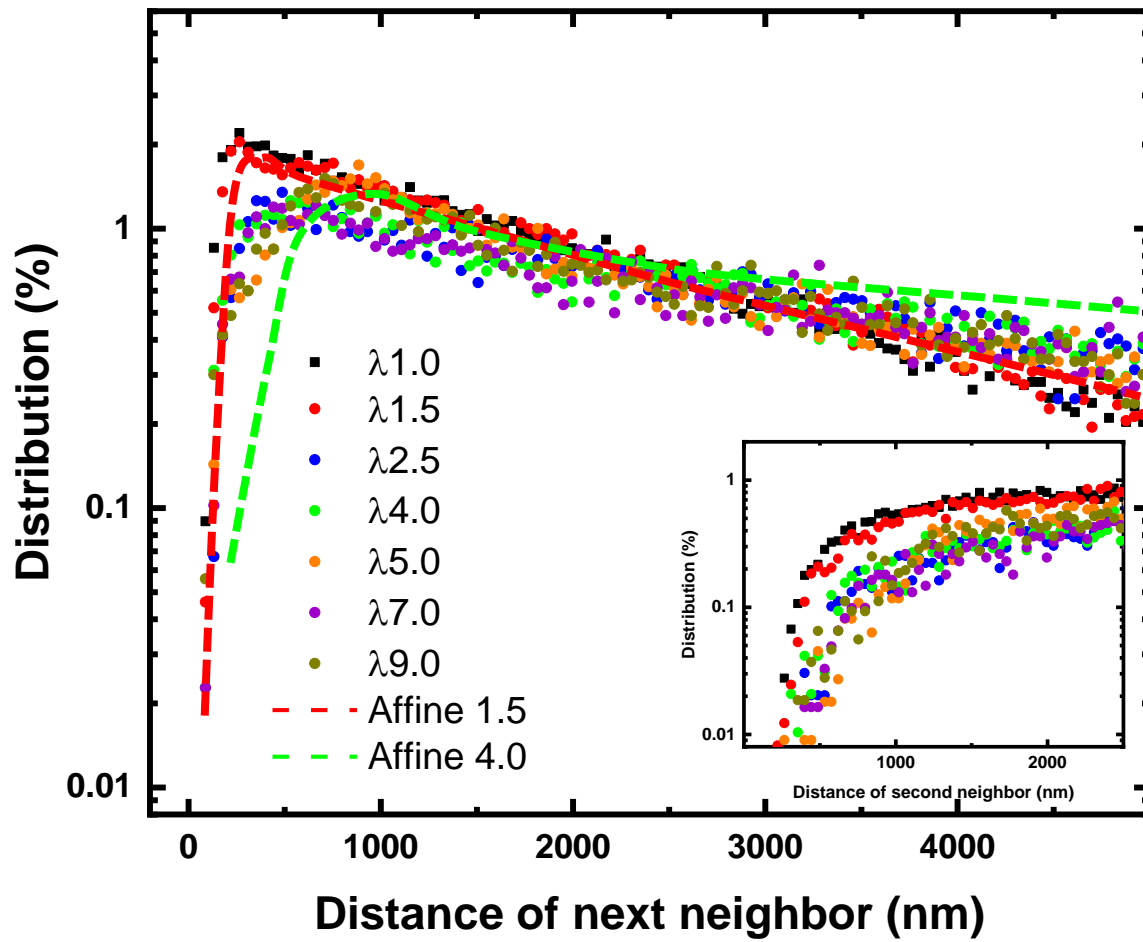 Distribution (%)
1
0.1
0.01
λ1.0
λ1.5
λ2.5
λ4.0
λ5.0
λ7.0
λ9.0
Affine 1.5
Affine 4.0
Distribution (%)
1
0.1
0.01
1000 2000
Distance of second neighbor (nm)
0 1000 2000 3000 4000
Distance of next neighbor (nm)